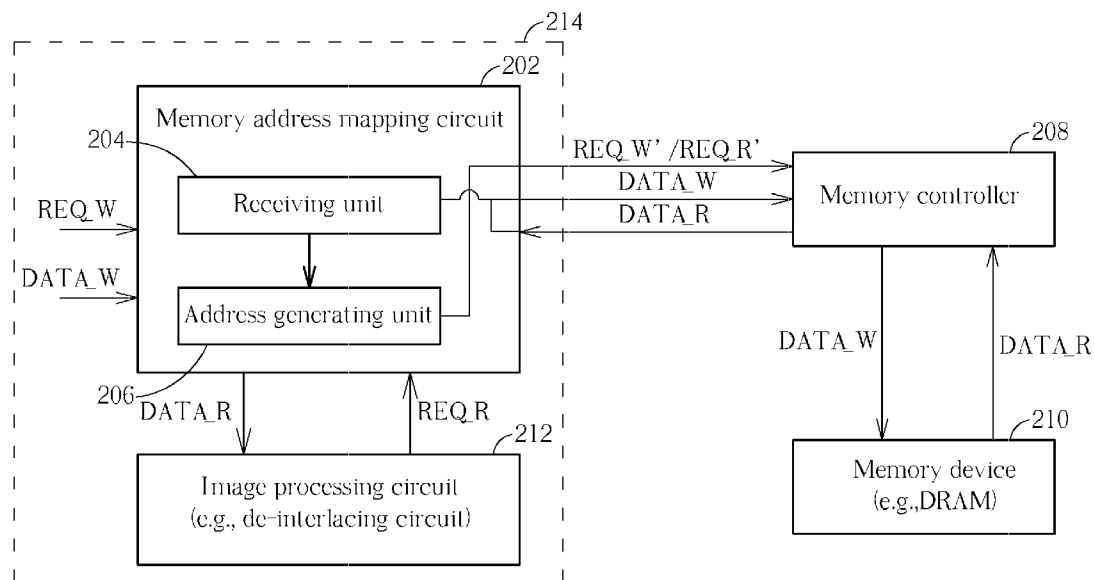 214
202
Memory address mapping circuit
204
Receiving unit
REQ_W
DATA_W
Address generating unit
206
REQ_W' /REQ_R'
DATA_W
DATA_R
208
Memory controller
DATA_W
DATA_R
DATA_R
REQ_R
212
Image processing circuit
(e.g., de-interlacing circuit)
210
Memory device
(e.g.,DRAM)